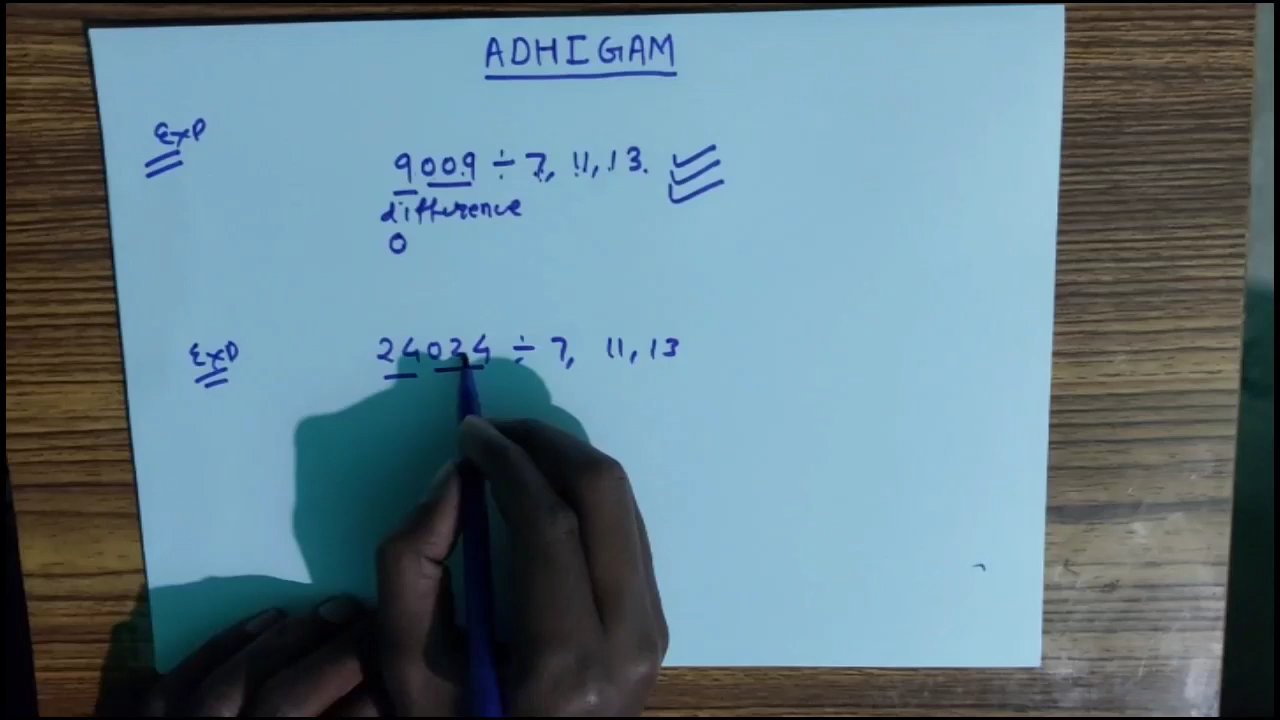 ADHIGAM
ExP
9009 ÷ 7, 11, 13.
difference
0
ExP
24024 ÷ 7, 11, 13